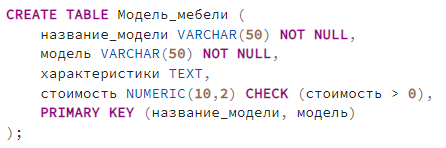 CREATE TABLE Модель_мебели (
    название_модели VARCHAR(50) NOT NULL,
    модель VARCHAR(50) NOT NULL,
    характеристики TEXT,
    стоимость NUMERIC(10,2) CHECK (стоимость > 0),
    PRIMARY KEY (название_модели, модель)
);